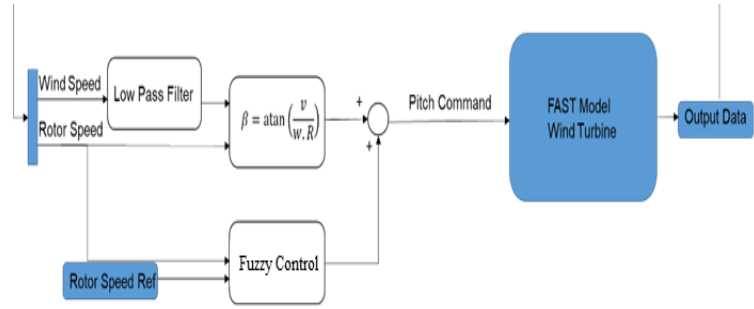 Wind Speed
Low Pass Filter
Rotor Speed
β = atan (v/w.R)
+
+
Pitch Command
FAST Model
Wind Turbine
Output Data
Fuzzy Control
Rotor Speed Ref